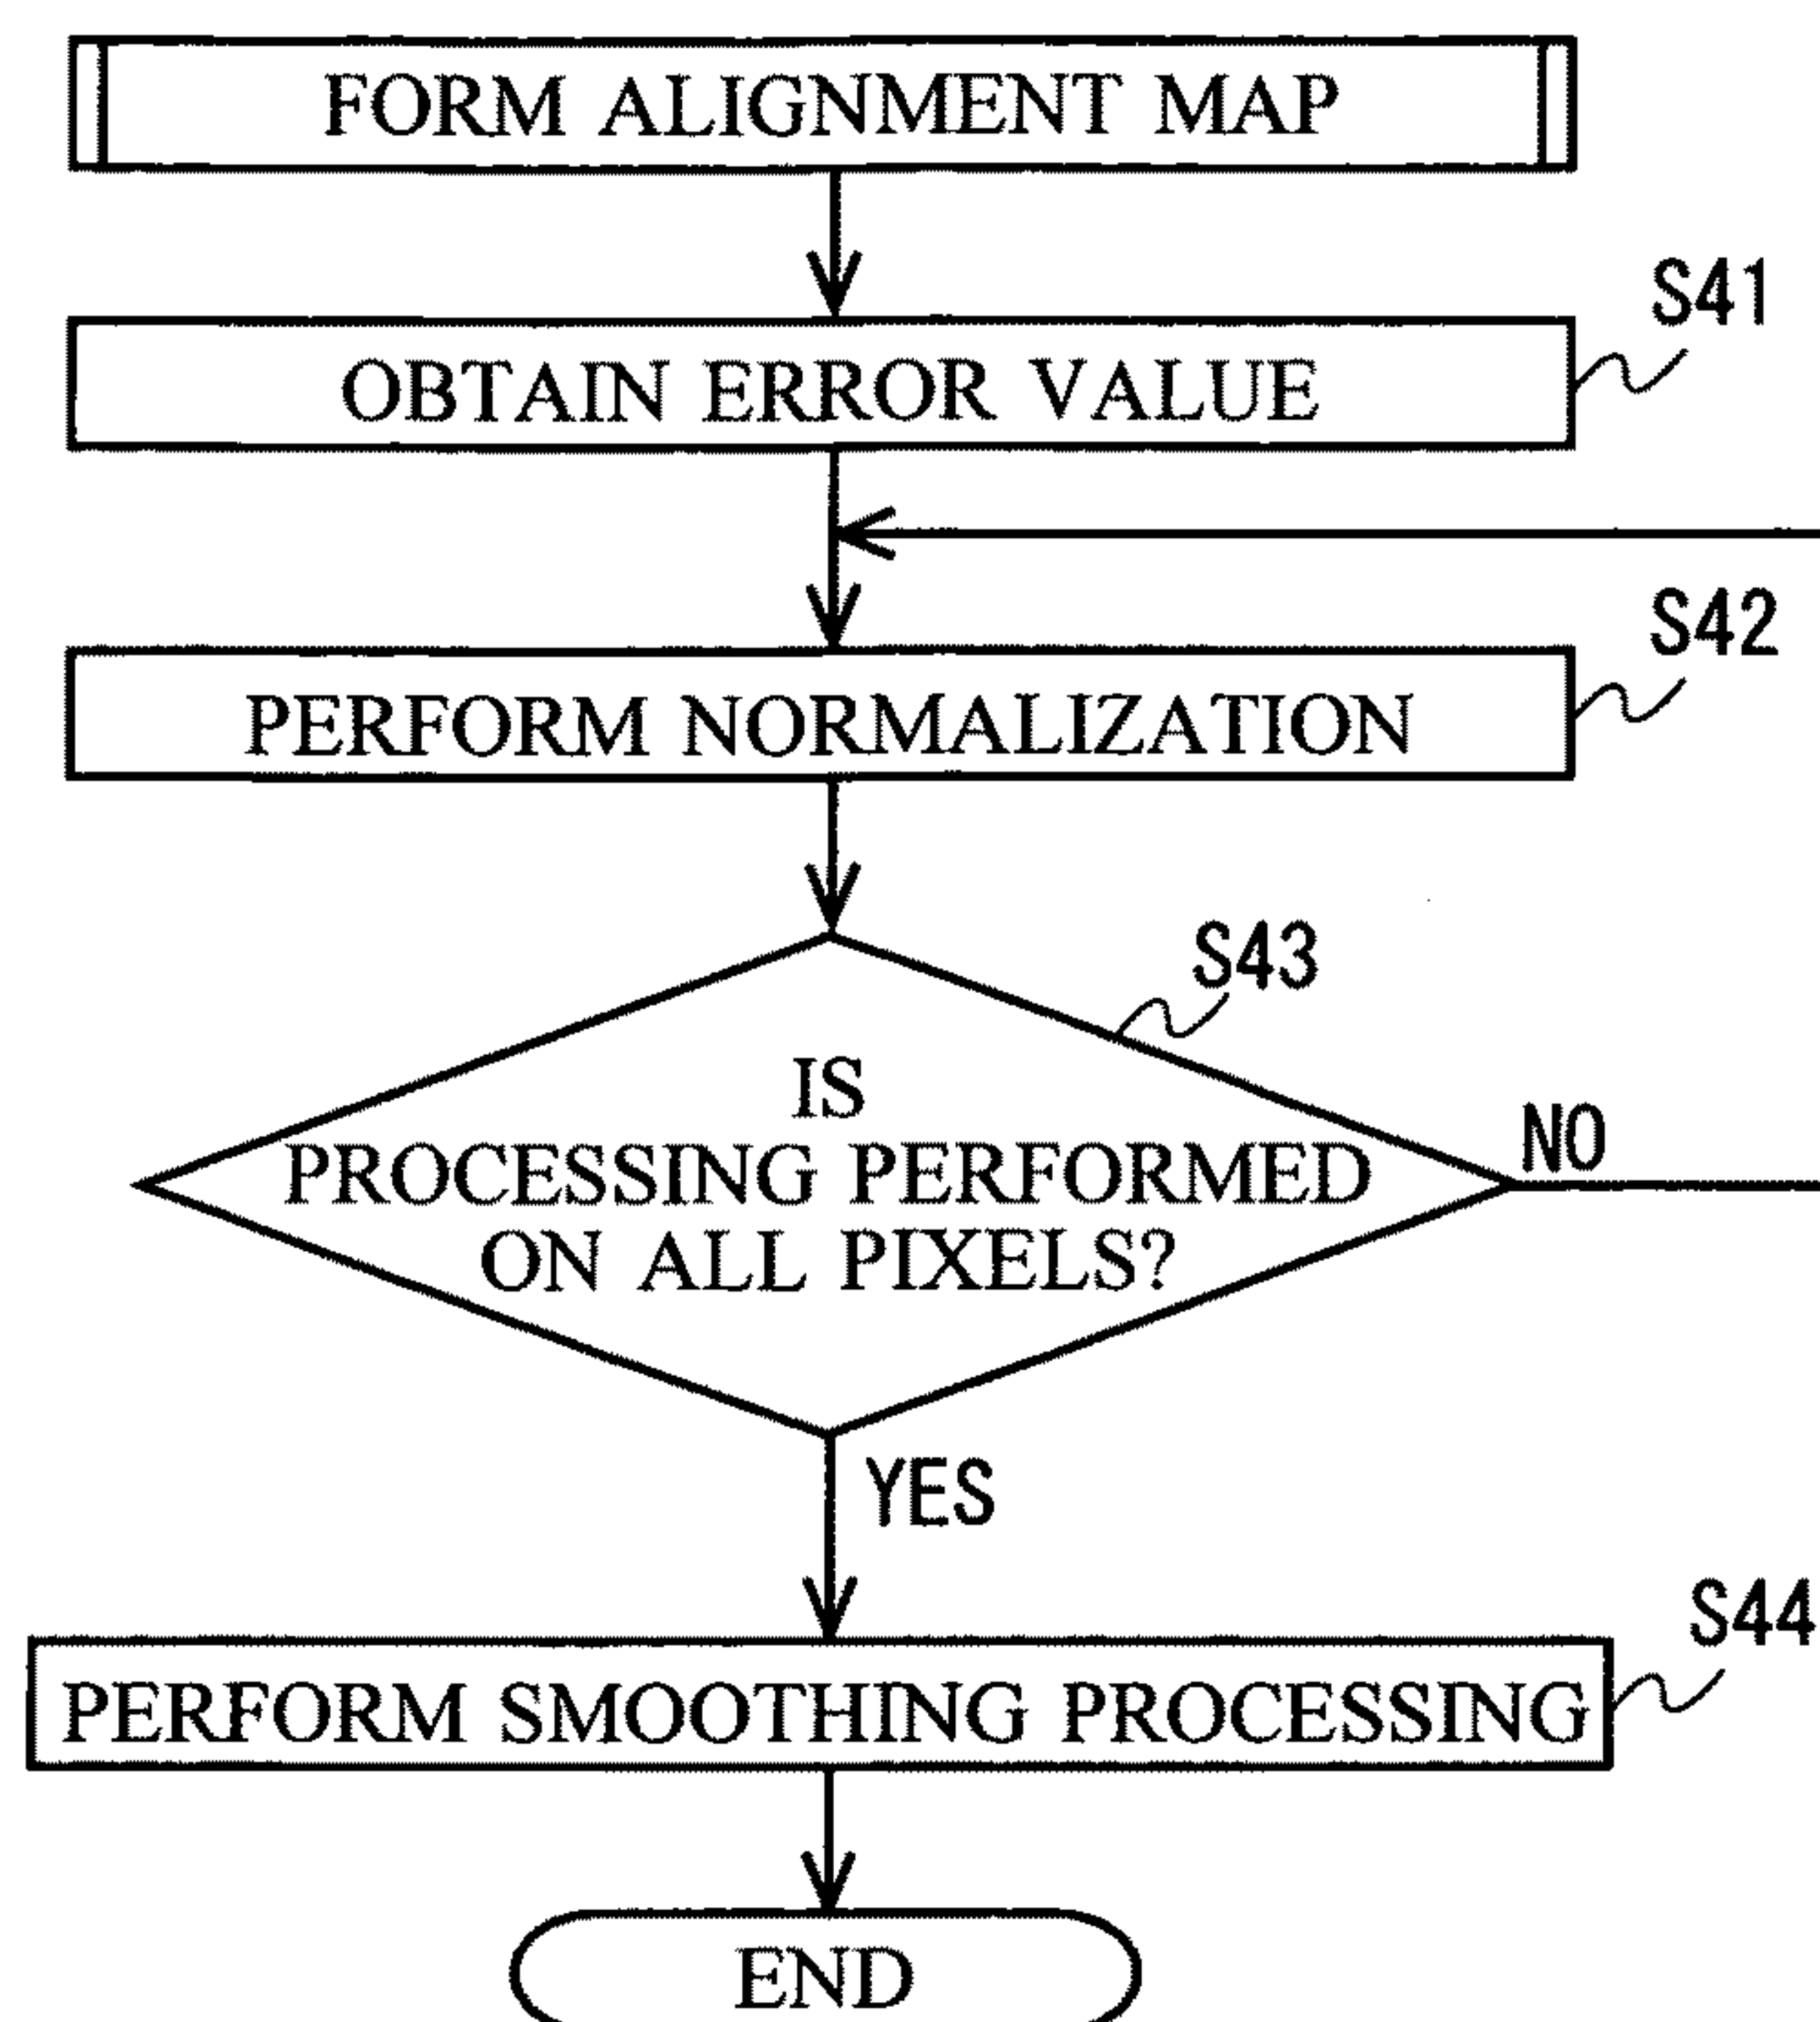 FORM ALIGNMENT MAP
S41
OBTAIN ERROR VALUE
S42
PERFORM NORMALIZATION
S43
IS
PROCESSING PERFORMED
ON ALL PIXELS?
NO
YES
S44
PERFORM SMOOTHING PROCESSING
END